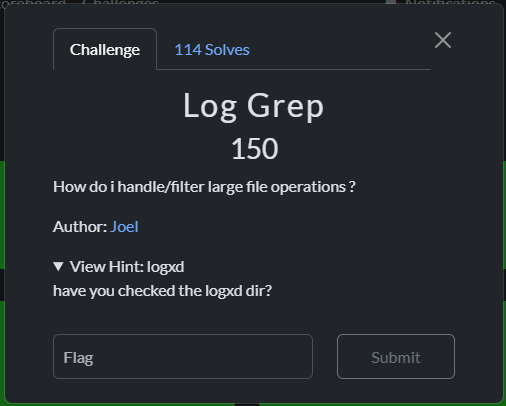 Challenges
Notifications
Challenge
114 Solves
Log Grep
150
How do i handle/filter large file operations ?
Author: Joel
View Hint: logxd
have you checked the logxd dir?
Flag
Submit